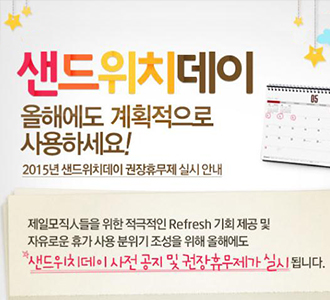 샌드위치데이
올해에도 계획적으로
사용하세요!
2015년 샌드위치데이 권장휴무제 실시 안내
05
제일모직인들을 위한 적극적인 Refresh 기회 제공 및
자유로운 휴가 사용 분위기 조성을 위해 올해에도
샌드위치데이 사전 공지 및 권장휴무제가 실시 됩니다.